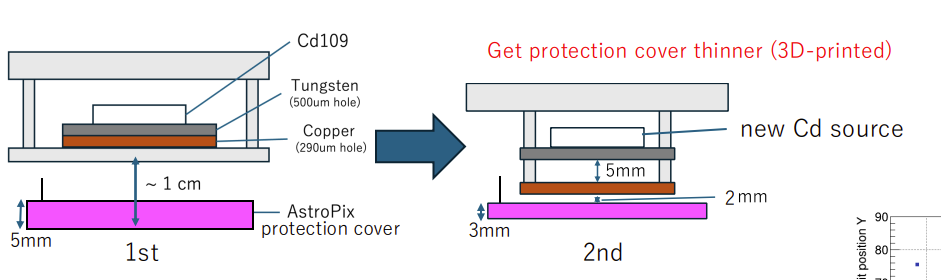 Cd109
Tungsten
(500um hole)
Copper
(290um hole)
~ 1 cm
AstroPix
protection cover
5mm
1st
Get protection cover thinner (3D-printed)
new Cd source
5mm
2mm
3mm
2nd
90
80